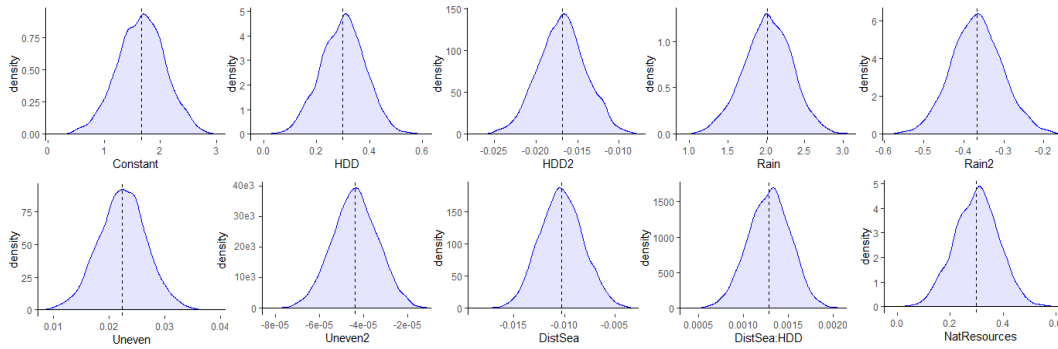 density
0.75
0.50
0.25
0.00
0
1
2
3
Constant
density
5
4
3
2
1
0
0.0
0.2
0.4
0.6
HDD
density
150
100
50
0
-0.025
-0.020
-0.015
-0.010
HDD2
density
1.0
0.5
0.0
1.0
1.5
2.0
2.5
3.0
Rain
density
6
4
2
0
-0.6
-0.5
-0.4
-0.3
-0.2
Rain2
density
75
50
25
0
0.01
0.02
0.03
0.04
Uneven
density
40e3
30e3
20e3
10e3
0
-8e-05
-6e-05
-4e-05
-2e-05
Uneven2
density
150
100
50
0
-0.015
-0.010
-0.005
DistSea
density
1500
1000
500
0
0.0005
0.0010
0.0015
0.0020
DistSea:HDD
density
5
4
3
2
1
0
0.0
0.2
0.4
0.6
NatResources